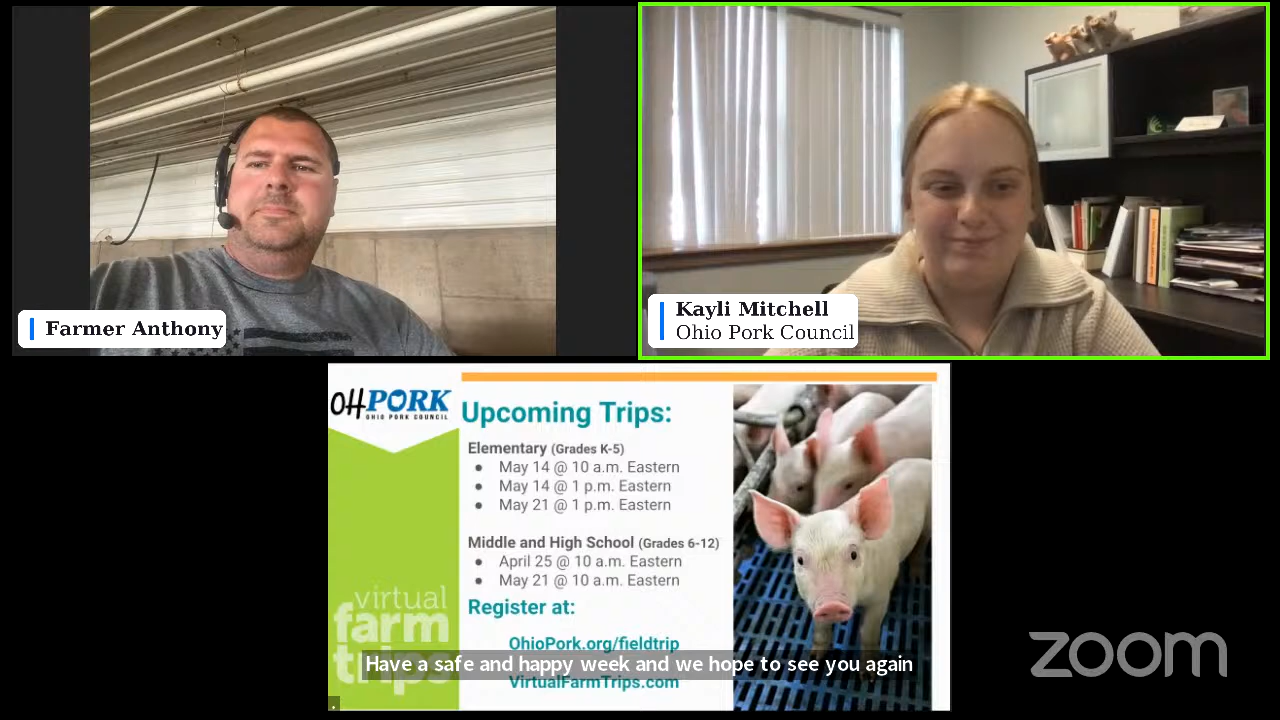 Farmer Anthony
Kayli Mitchell
Ohio Pork Council
OHPORK
OHIO PORK COUNCIL
Upcoming Trips:
Elementary (Grades K-5)
● May 14 @ 10 a.m. Eastern
● May 14 @ 1 p.m. Eastern
● May 21 @ 1 p.m. Eastern
Middle and High School (Grades 6-12)
● April 25 @ 10 a.m. Eastern
● May 21 @ 10 a.m. Eastern
Register at:
OhioPork.org/fieldtrip
VirtualFarmTrips.com
virtual
farm
trips
Have a safe and happy week and we hope to see you again
.
zoom